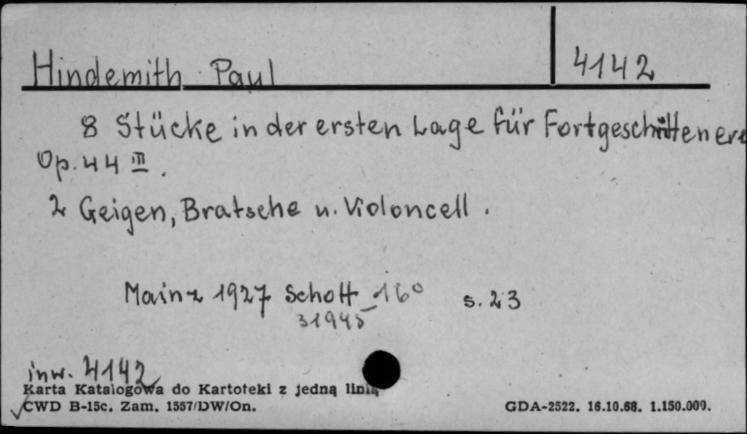 Hindemith Paul 4142
8 Stücke in der ersten Lage für Fortgeschrittenere
Op. 44 III.
2 Geigen, Bratsche u. Violoncell.
Mainz 1927 Schott 16° s. 23
31945
inw. 4142
Karta Katalogowa do Kartoteki z jedną linią
CWD B-15c. Zam. 1557/DW/On. GDA-2522. 16.10.68. 1.150.000.